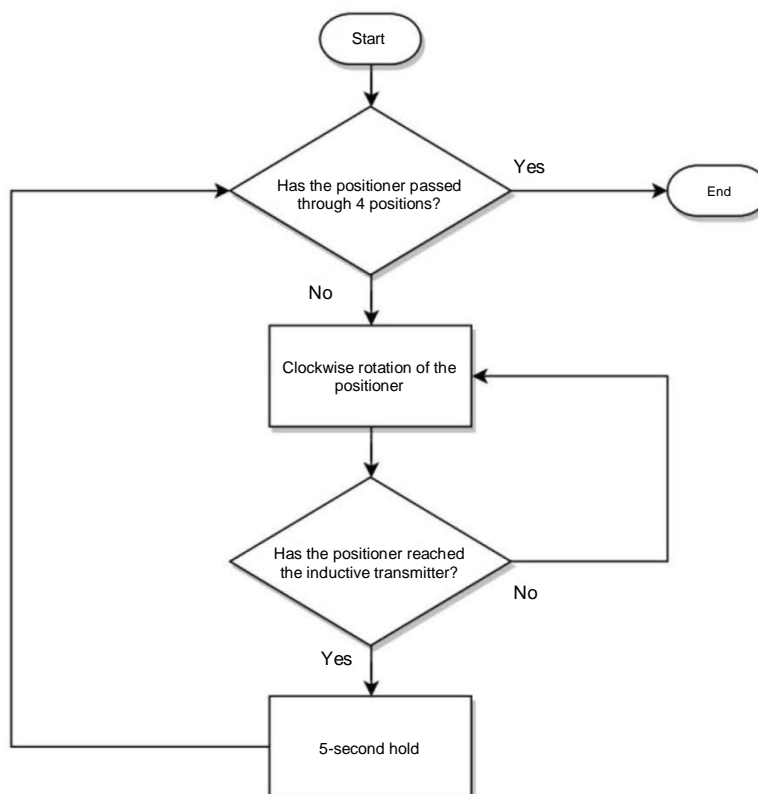 Start
Has the positioner passed
through 4 positions?
Yes
End
No
Clockwise rotation of the
positioner
Has the positioner reached
the inductive transmitter?
No
Yes
5-second hold